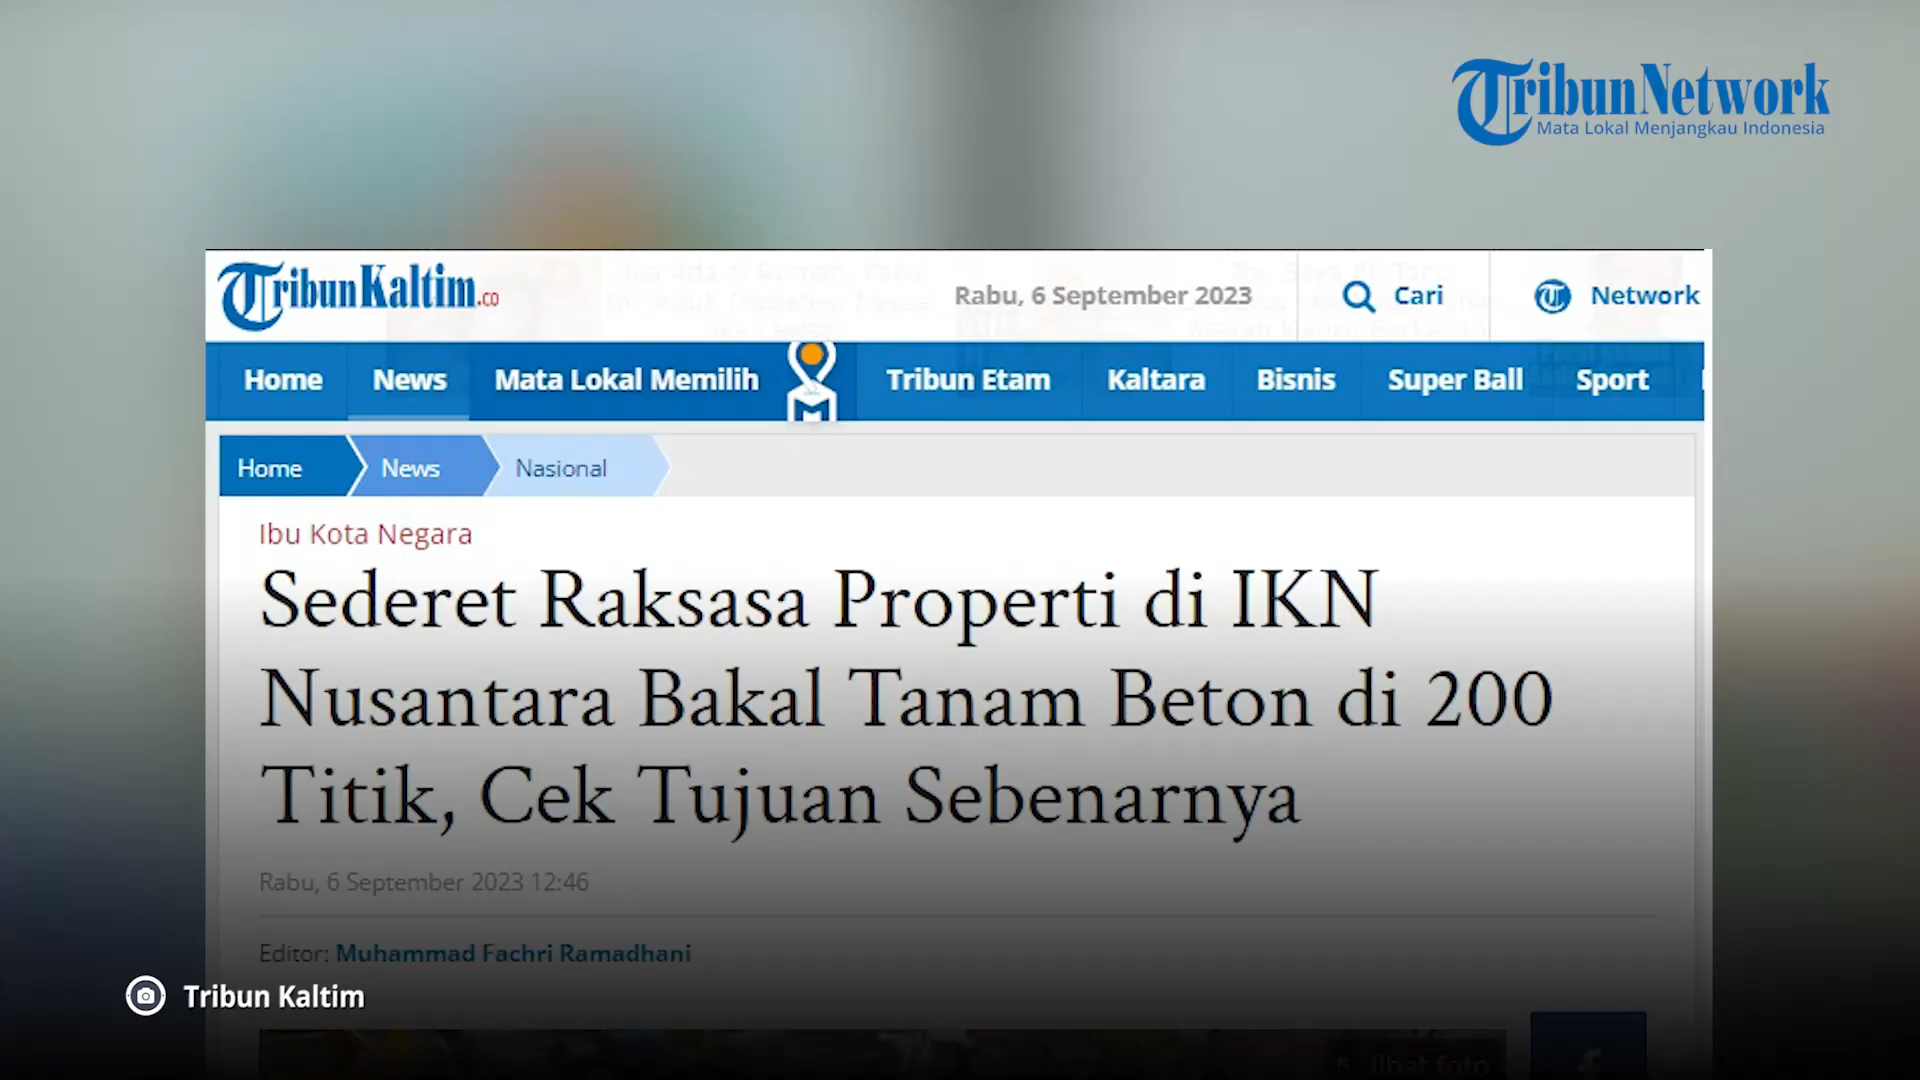 TribunNetwork
Mata Lokal Menjangkau Indonesia
TribunKaltim.co
Rabu, 6 September 2023
Cari
Network
Home
News
Mata Lokal Memilih
Tribun Etam
Kaltara
Bisnis
Super Ball
Sport
Home
News
Nasional
Ibu Kota Negara
Sederet Raksasa Properti di IKN
Nusantara Bakal Tanam Beton di 200
Titik, Cek Tujuan Sebenarnya
Rabu, 6 September 2023 12:46
Editor: Muhammad Fachri Ramadhani
Tribun Kaltim
lihat foto